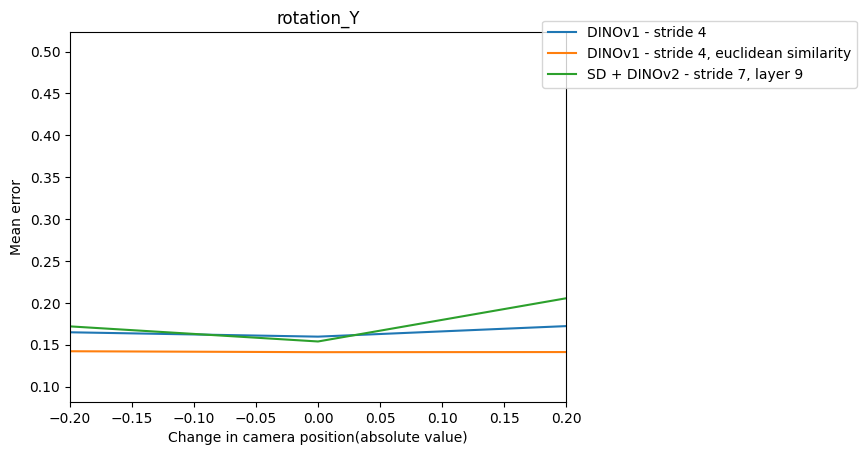 rotation_Y
DINOv1 - stride 4
DINOv1 - stride 4, euclidean similarity
SD + DINOv2 - stride 7, layer 9
0.50
0.45
0.40
0.35
0.30
0.25
0.20
0.15
0.10
Mean error
−0.20 −0.15 −0.10 −0.05 0.00 0.05 0.10 0.15 0.20
Change in camera position(absolute value)